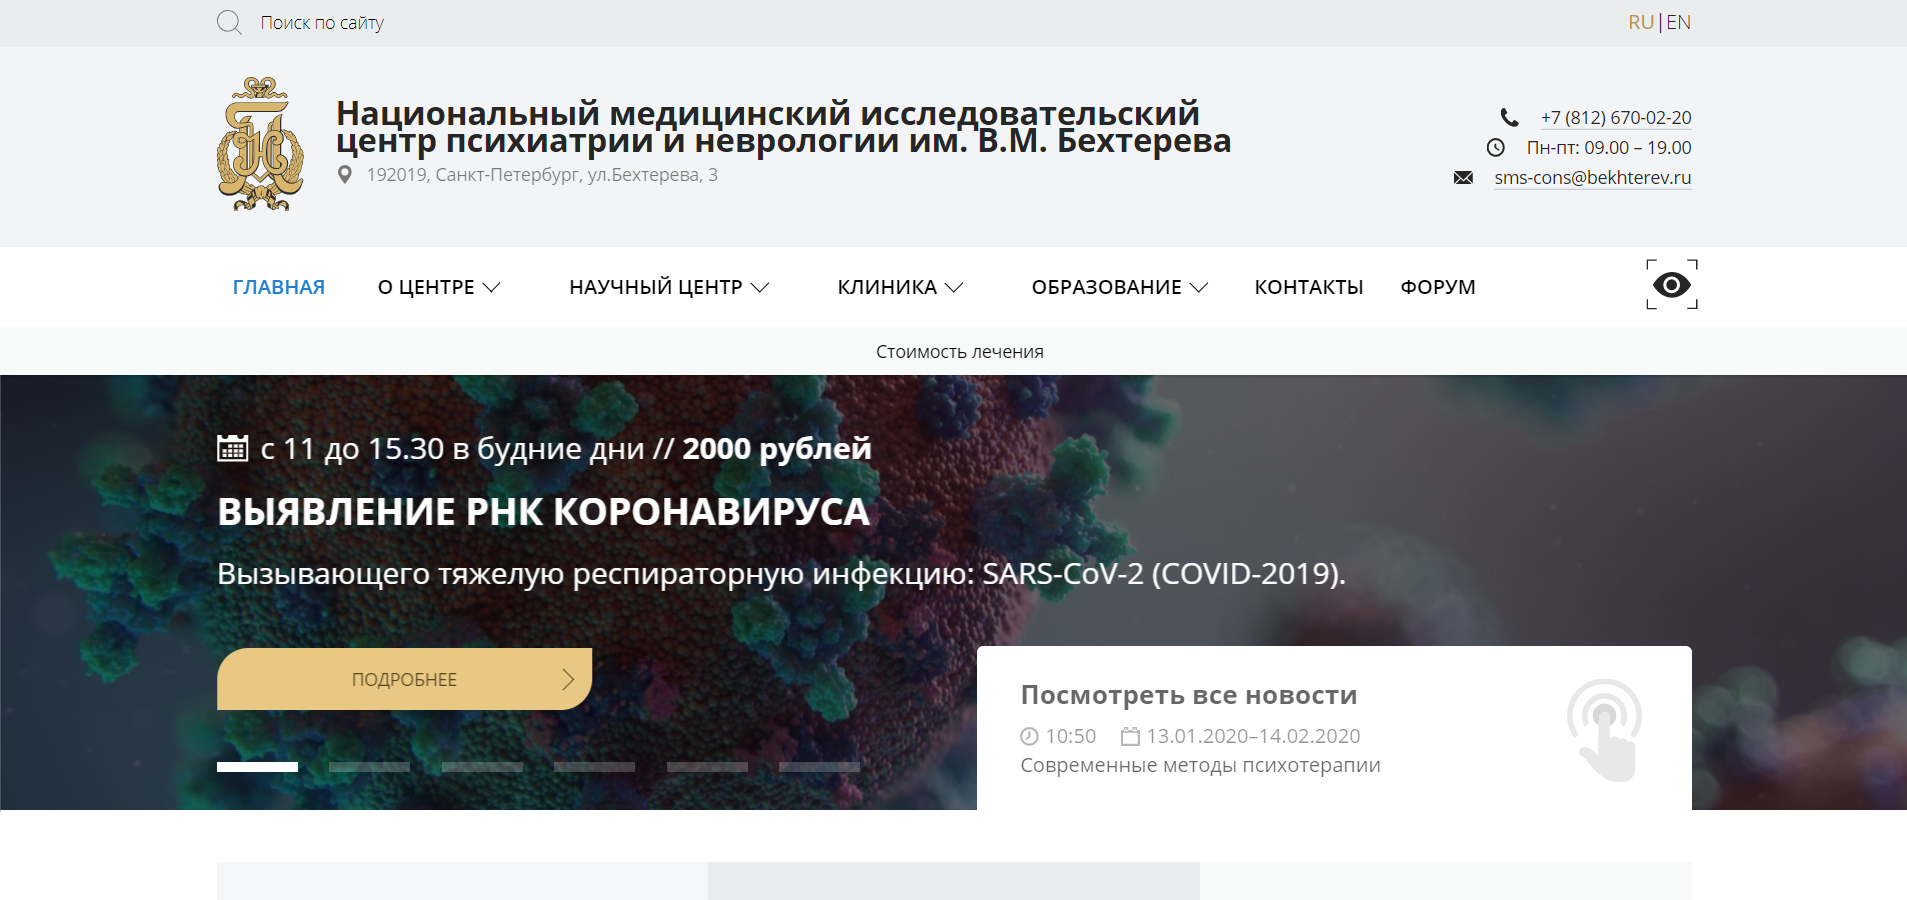 Поиск по сайту
RU|EN
Национальный медицинский исследовательский
центр психиатрии и неврологии им. В.М. Бехтерева
192019, Санкт-Петербург, ул.Бехтерева, 3
+7 (812) 670-02-20
Пн-пт: 09.00 – 19.00
sms-cons@bekhterev.ru
ГЛАВНАЯ О ЦЕНТРЕ НАУЧНЫЙ ЦЕНТР КЛИНИКА ОБРАЗОВАНИЕ КОНТАКТЫ ФОРУМ
Стоимость лечения
с 11 до 15.30 в будние дни // 2000 рублей
ВЫЯВЛЕНИЕ РНК КОРОНАВИРУСА
Вызывающего тяжелую респираторную инфекцию: SARS-CoV-2 (COVID-2019).
ПОДРОБНЕЕ
Посмотреть все новости
10:50 13.01.2020–14.02.2020
Современные методы психотерапии